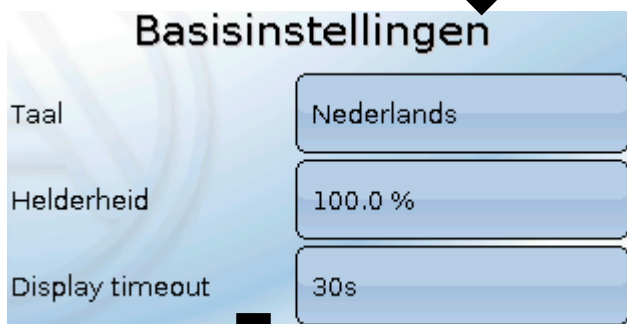 Basisinstellingen
Taal
Nederlands
Helderheid
100.0 %
Display timeout
30s